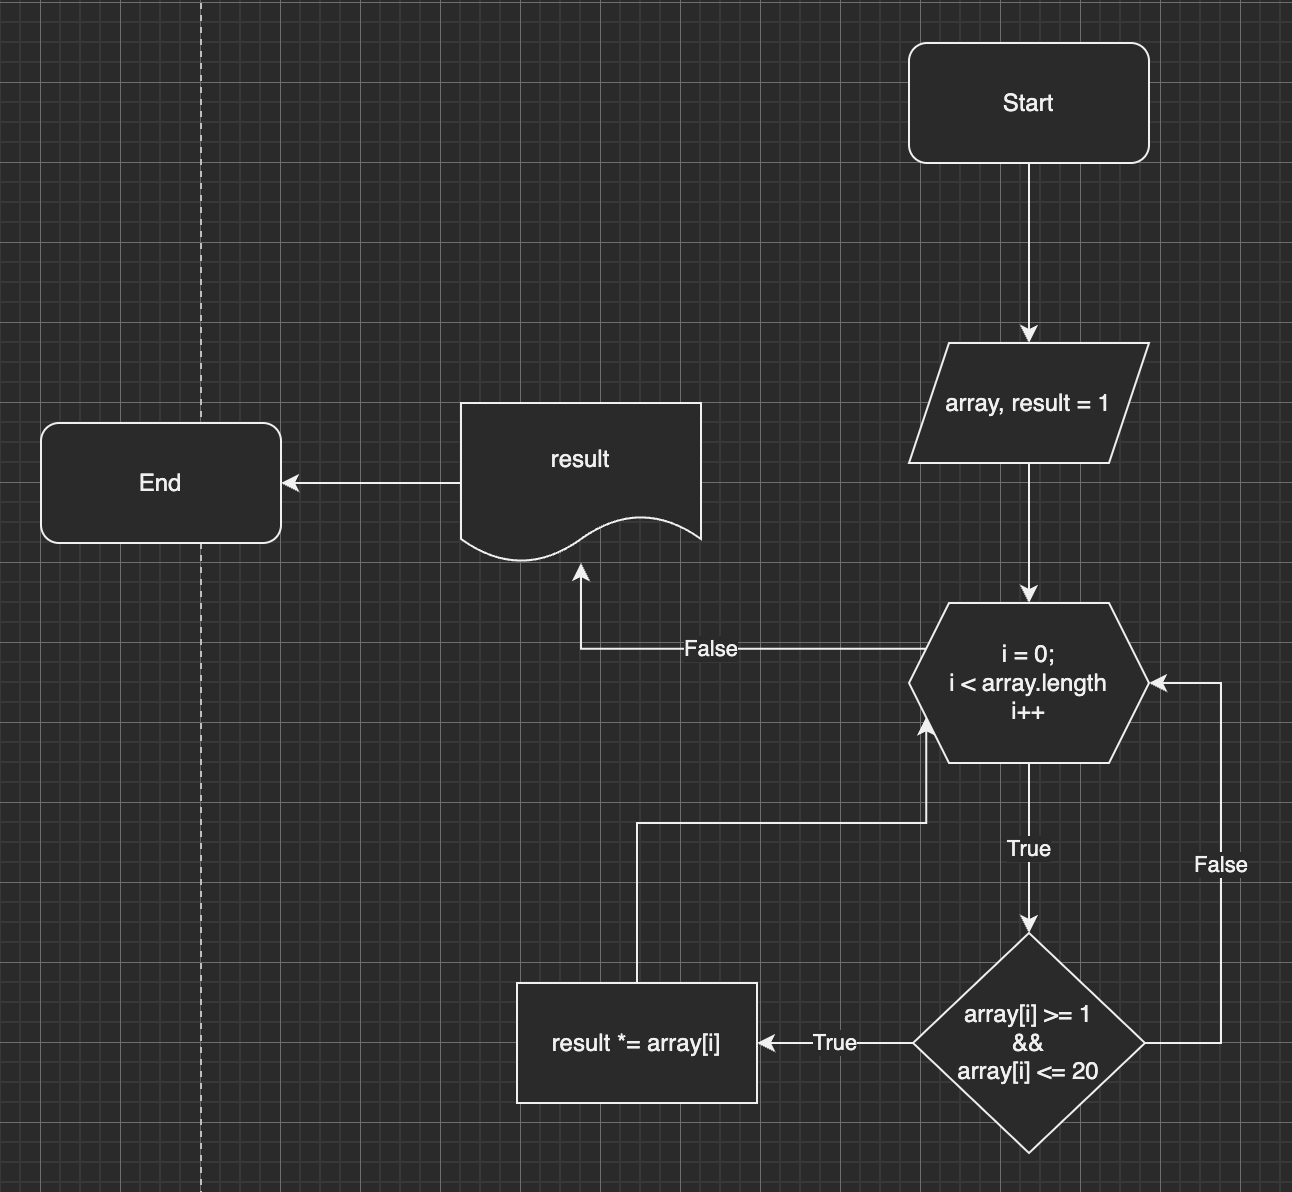 Start
array, result = 1
result
End
False
i = 0;
i < array.length
i++
True
False
array[i] >= 1
&&
array[i] <= 20
True
result *= array[i]